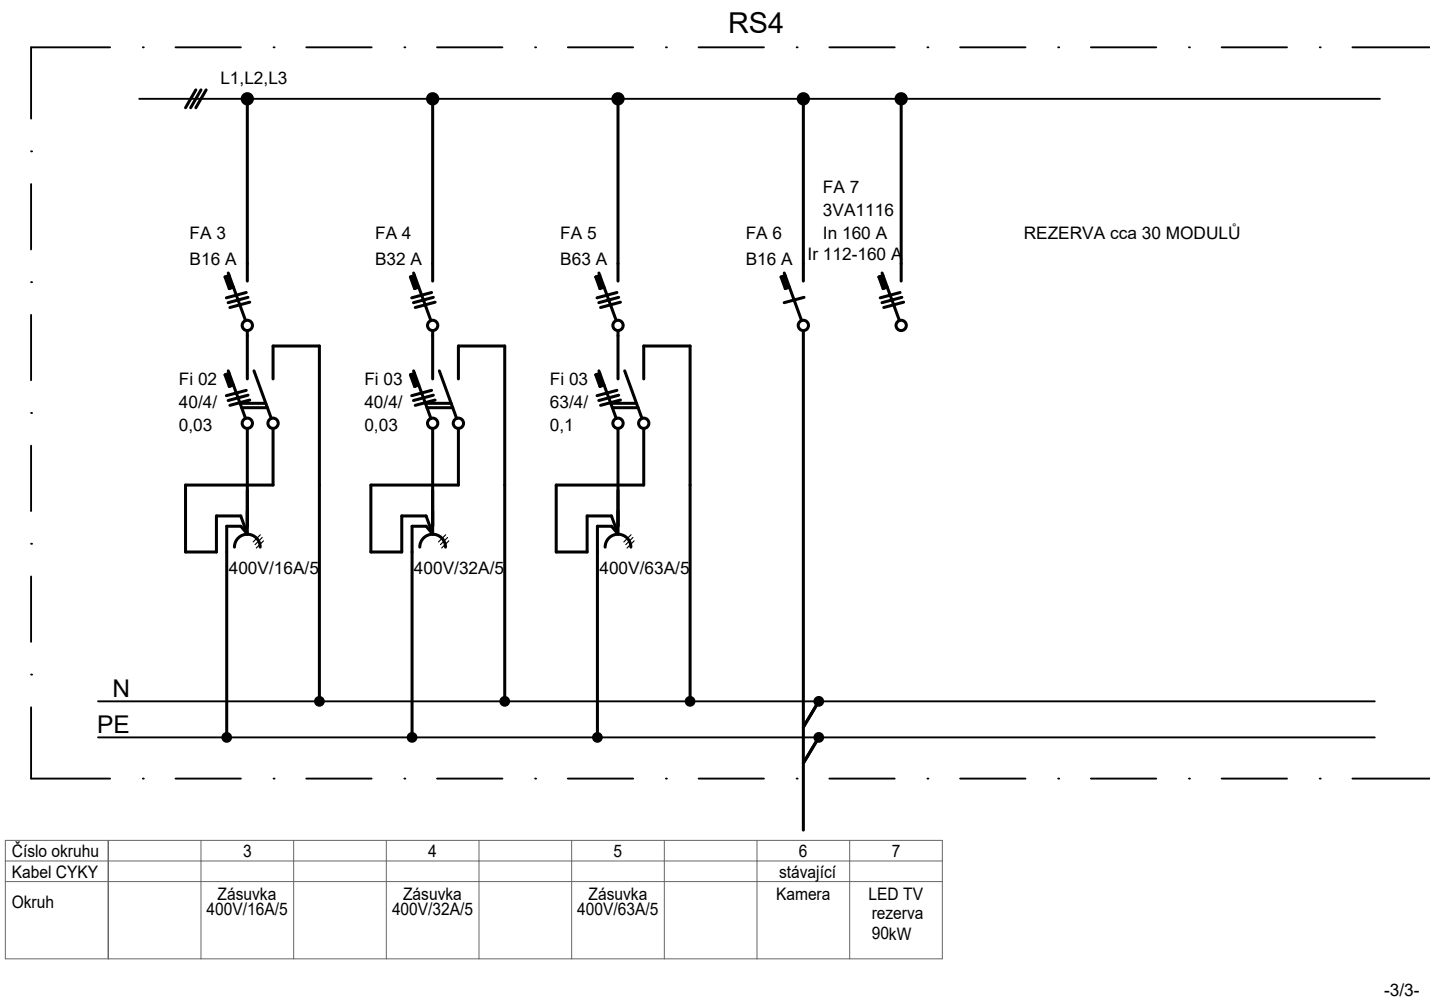 RS4
L1,L2,L3
FA 3
B16 A
FA 4
B32 A
FA 5
B63 A
FA 6
B16 A
FA 7
3VA1116
In 160 A
Ir 112-160 A
REZERVA cca 30 MODULŮ
Fi 02
40/4/
0,03
Fi 03
40/4/
0,03
Fi 03
63/4/
0,1
400V/16A/5
400V/32A/5
400V/63A/5
N
PE
Číslo okruhu 3 4 5 6 7
Kabel CYKY stávající
Okruh
Zásuvka
400V/16A/5
Zásuvka
400V/32A/5
Zásuvka
400V/63A/5
Kamera
LED TV
rezerva
90kW
-3/3-